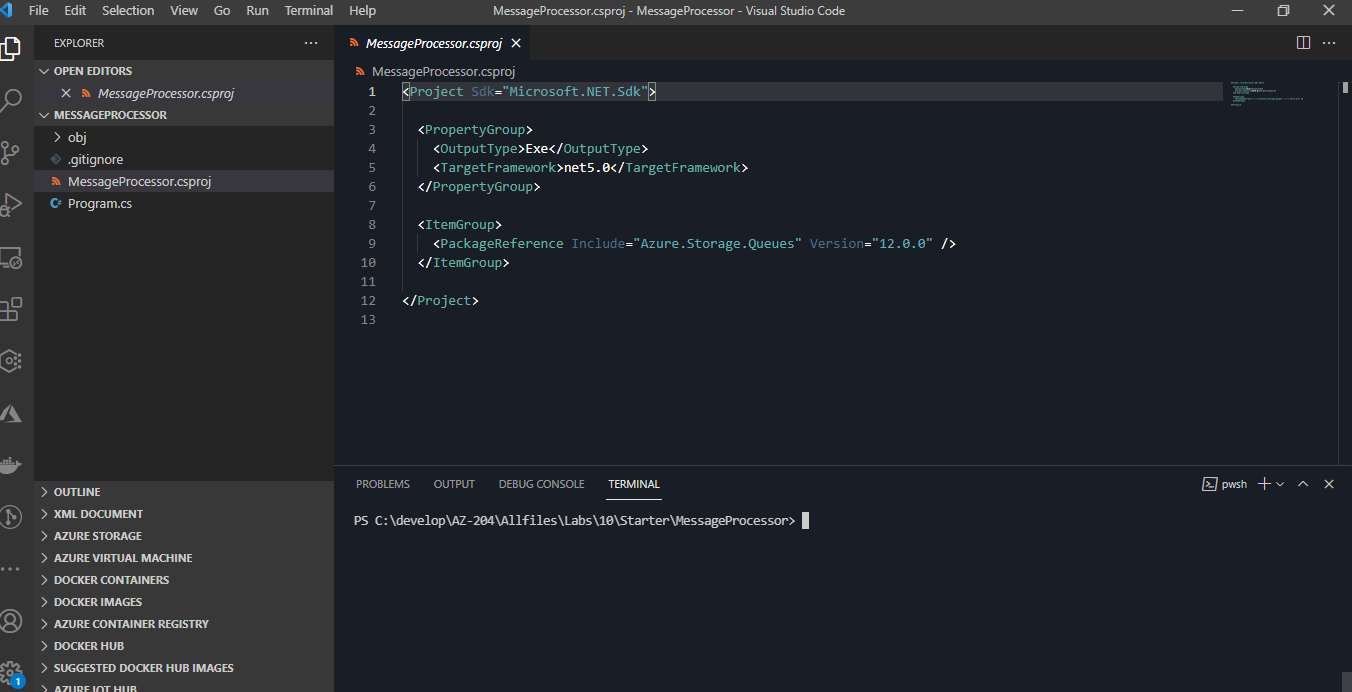 File Edit Selection View Go Run Terminal Help MessageProcessor.csproj - MessageProcessor - Visual Studio Code
EXPLORER
OPEN EDITORS
MessageProcessor.csproj
MESSAGEPROCESSOR
obj
.gitignore
MessageProcessor.csproj
Program.cs
OUTLINE
XML DOCUMENT
AZURE STORAGE
AZURE VIRTUAL MACHINE
DOCKER CONTAINERS
DOCKER IMAGES
AZURE CONTAINER REGISTRY
DOCKER HUB
SUGGESTED DOCKER HUB IMAGES
AZURE IOT HUB
1
MessageProcessor.csproj
MessageProcessor.csproj
1 <Project Sdk="Microsoft.NET.Sdk">
2
3 <PropertyGroup>
4 <OutputType>Exe</OutputType>
5 <TargetFramework>net5.0</TargetFramework>
6 </PropertyGroup>
7
8 <ItemGroup>
9 <PackageReference Include="Azure.Storage.Queues" Version="12.0.0" />
10 </ItemGroup>
11
12 </Project>
13
PROBLEMS OUTPUT DEBUG CONSOLE TERMINAL pwsh
PS C:\develop\AZ-204\Allfiles\Labs\10\Starter\MessageProcessor>